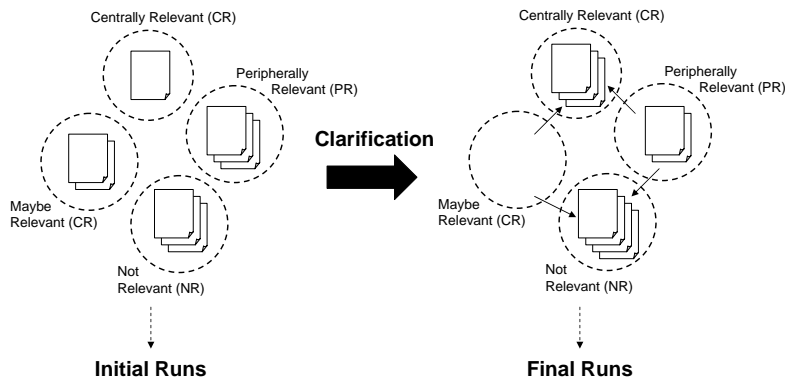 Centrally Relevant (CR)
Peripherally
Relevant (PR)
Maybe
Relevant (CR)
Not
Relevant (NR)
Initial Runs
Clarification
Centrally Relevant (CR)
Peripherally
Relevant (PR)
Maybe
Relevant (CR)
Not
Relevant (NR)
Final Runs